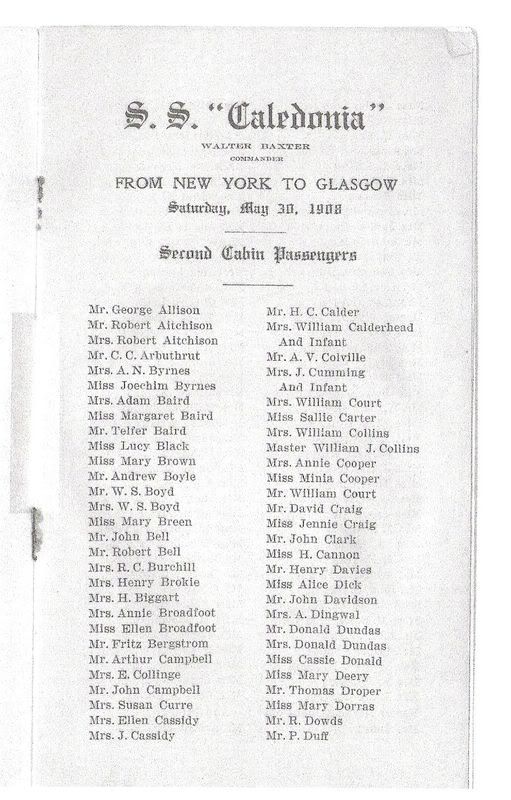 S. S. "Caledonia"
WALTER BAXTER
COMMANDER
FROM NEW YORK TO GLASGOW
Saturday, May 30, 1908
Second Cabin Passengers
Mr. George Allison
Mr. Robert Aitchison
Mrs. Robert Aitchison
Mr. C. C. Arbuthrut
Mrs. A. N. Byrnes
Miss Joechim Byrnes
Mrs. Adam Baird
Miss Margaret Baird
Mr. Telfer Baird
Miss Lucy Black
Miss Mary Brown
Mr. Andrew Boyle
Mr. W. S. Boyd
Mrs. W. S. Boyd
Miss Mary Breen
Mr. John Bell
Mr. Robert Bell
Mrs. R. C. Burchill
Mrs. Henry Brokie
Mrs. H. Biggart
Mrs. Annie Broadfoot
Miss Ellen Broadfoot
Mr. Fritz Bergstrom
Mr. Arthur Campbell
Mrs. E. Collinge
Mr. John Campbell
Mrs. Susan Curre
Mrs. Ellen Cassidy
Mrs. J. Cassidy
Mr. H. C. Calder
Mrs. William Calderhead
And Infant
Mr. A. V. Colville
Mrs. J. Cumming
And Infant
Mrs. William Court
Miss Sallie Carter
Mrs. William Collins
Master William J. Collins
Mrs. Annie Cooper
Miss Minia Cooper
Mr. William Court
Mr. David Craig
Miss Jennie Craig
Mr. John Clark
Miss H. Cannon
Mr. Henry Davies
Miss Alice Dick
Mr. John Davidson
Mrs. A. Dingwal
Mr. Donald Dundas
Mrs. Donald Dundas
Miss Cassie Donald
Miss Mary Deery
Mr. Thomas Droper
Miss Mary Dorras
Mr. R. Dowds
Mr. P. Duff